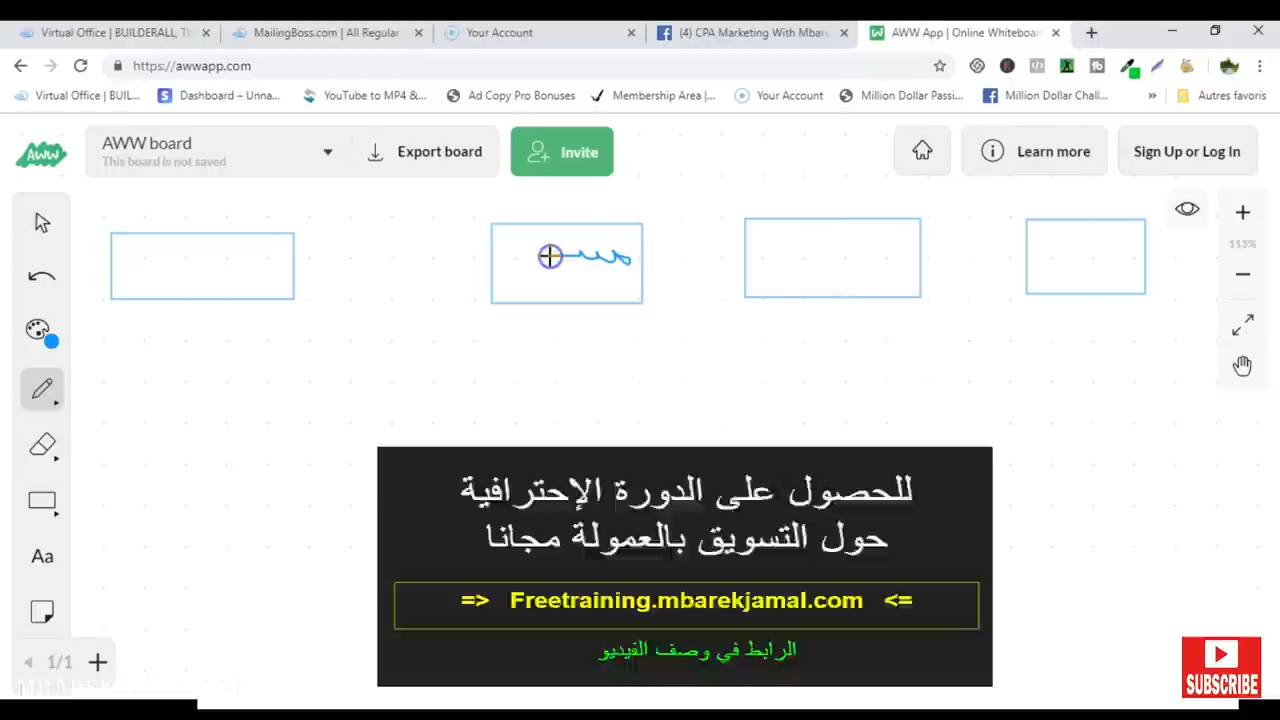 Virtual Office | BUILDERALL, Th
MailingBoss.com | All Regular
Your Account
(4) CPA Marketing With Mbare
AWW App | Online Whiteboar
https://awwapp.com
Virtual Office | BUIL...
Dashboard – Unna...
YouTube to MP4 &...
Ad Copy Pro Bonuses
Membership Area |...
Your Account
Million Dollar Passi...
Million Dollar Chall...
»
Autres favoris
AWW
AWW board
This board is not saved
Export board
Invite
Learn more
Sign Up or Log In
113%
Aa
للحصول على الدورة الإحترافية
حول التسويق بالعمولة مجانا
=> Freetraining.mbarekjamal.com <=
الرابط في وصف الفيديو
1/1
SUBSCRIBE